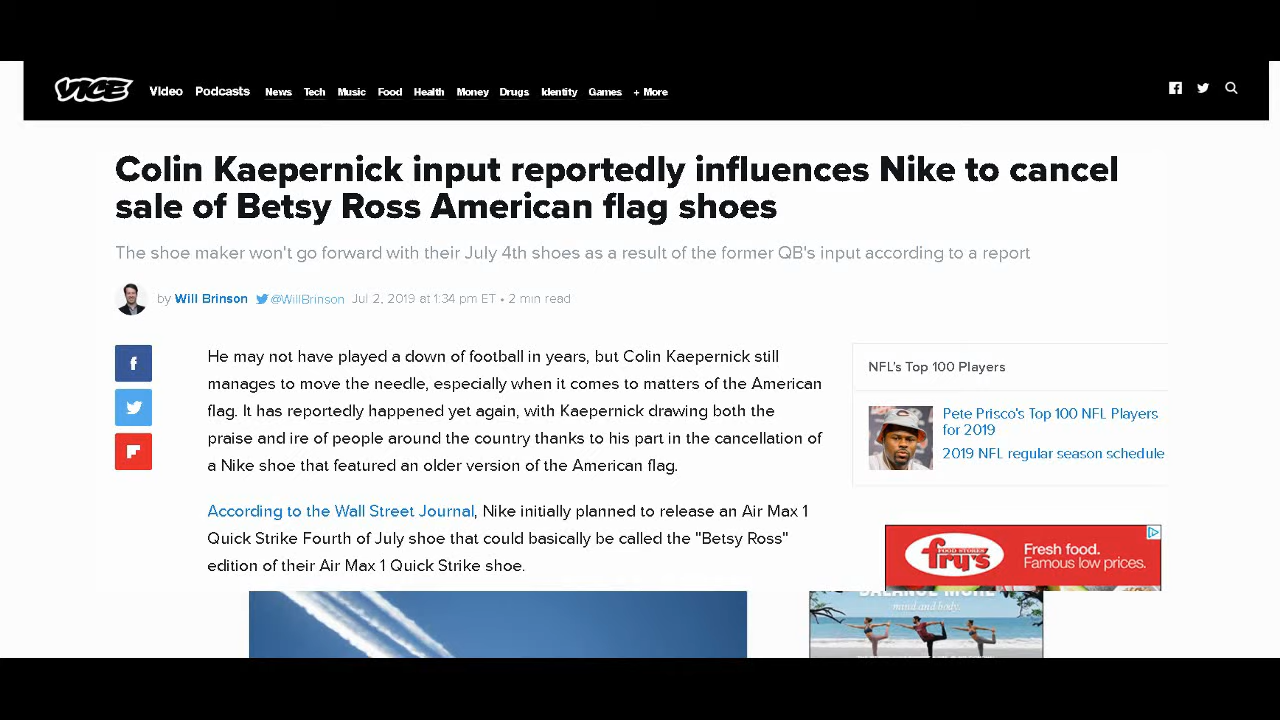 VICE
Video Podcasts News Tech Music Food Health Money Drugs Identity Games + More
Colin Kaepernick input reportedly influences Nike to cancel
sale of Betsy Ross American flag shoes
The shoe maker won't go forward with their July 4th shoes as a result of the former QB's input according to a report
by Will Brinson @WillBrinson Jul 2, 2019 at 1:34 pm ET • 2 min read
He may not have played a down of football in years, but Colin Kaepernick still
manages to move the needle, especially when it comes to matters of the American
flag. It has reportedly happened yet again, with Kaepernick drawing both the
praise and ire of people around the country thanks to his part in the cancellation of
a Nike shoe that featured an older version of the American flag.
According to the Wall Street Journal, Nike initially planned to release an Air Max 1
Quick Strike Fourth of July shoe that could basically be called the "Betsy Ross"
edition of their Air Max 1 Quick Strike shoe.
NFL's Top 100 Players
Pete Prisco's Top 100 NFL Players
for 2019
2019 NFL regular season schedule
FOOD STORES
fry's
Fresh food.
Famous low prices.
BALANCE MORE
mind and body.